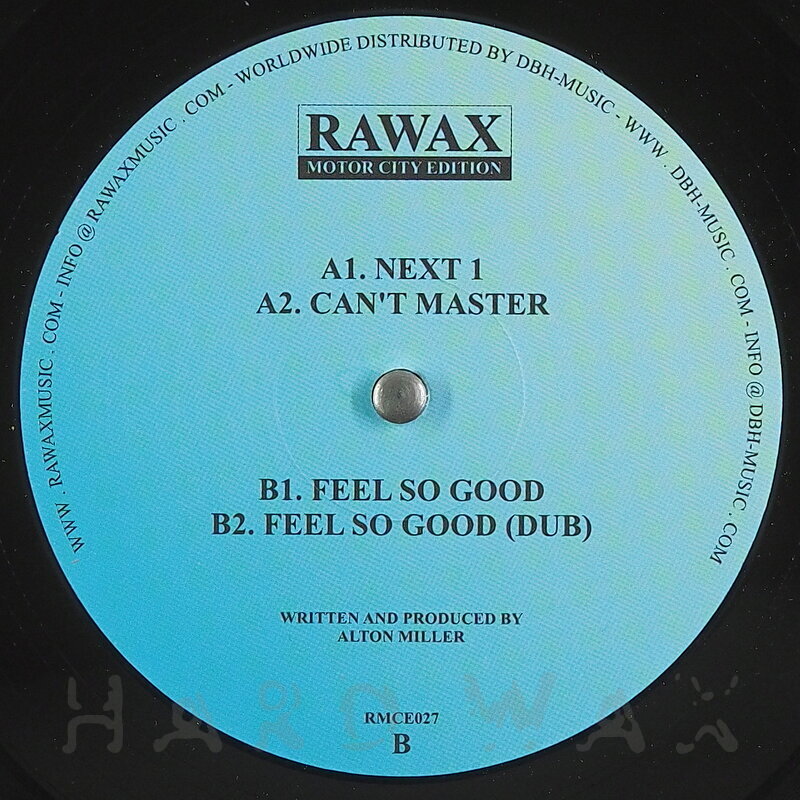 WWW . RAWAXMUSIC . COM - INFO @ RAWAXMUSIC . COM - WORLDWIDE DISTRIBUTED BY DBH-MUSIC - WWW . DBH-MUSIC . COM - INFO @ DBH-MUSIC . COM
RAWAX
MOTOR CITY EDITION
A1. NEXT 1
A2. CAN'T MASTER
B1. FEEL SO GOOD
B2. FEEL SO GOOD (DUB)
WRITTEN AND PRODUCED BY
ALTON MILLER
HARD WAX
RMCE027
B